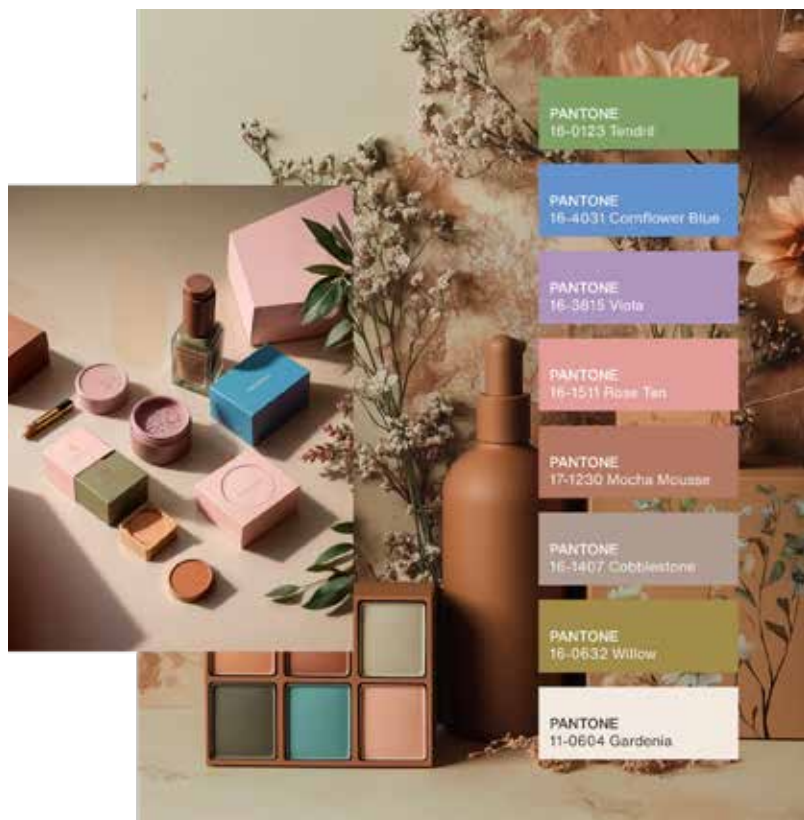 PANTONE
16-0123 Tendril
PANTONE
16-4031 Cornflower Blue
PANTONE
16-3815 Viola
PANTONE
16-1511 Rose Tan
PANTONE
17-1230 Mocha Mousse
PANTONE
16-1407 Cobblestone
PANTONE
16-0632 Willow
PANTONE
11-0604 Gardenia